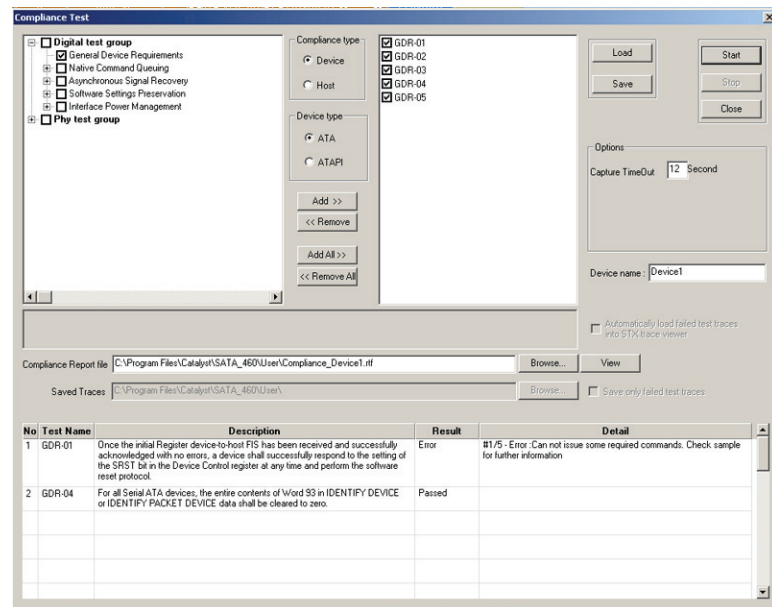 Compliance Test
Digital test group
General Device Requirements
Native Command Queuing
Asynchronous Signal Recovery
Software Settings Preservation
Interface Power Management
Phy test group
Compliance type
Device
Host
Device type
ATA
ATAPI
Add >>
<< Remove
Add All >>
<< Remove All
GDR-01
GDR-02
GDR-03
GDR-04
GDR-05
Load
Save
Start
Stop
Close
Options
Capture TimeOut 12 Second
Device name : Device1
Automatically load failed test traces
into STX trace viewer
Compliance Report file C:\Program Files\Catalyst\SATA_460\User\Compliance_Device1.rtf Browse... View
Saved Traces C:\Program Files\Catalyst\SATA_460\User\ Browse... Save only failed test traces
No Test Name Description Result Detail
1 GDR-01 Once the initial Register device-to-host FIS has been received and successfully Error #1/5 - Error :Can not issue some required commands. Check sample
acknowledged with no errors, a device shall successfully respond to the setting of for further information
the SRST bit in the Device Control register at any time and perform the software
reset protocol.
2 GDR-04 For all Serial ATA devices, the entire contents of Word 93 in IDENTIFY DEVICE Passed
or IDENTIFY PACKET DEVICE data shall be cleared to zero.